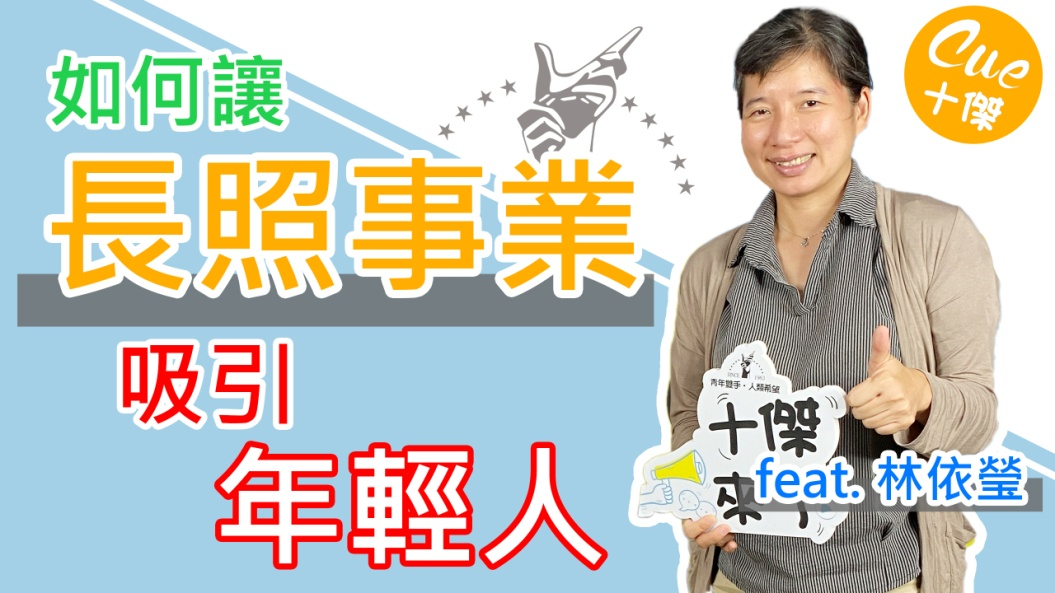 如何讓
長照事業
吸引
年輕人
Cue
十傑
青年雙手·人類希望
十傑
來
feat. 林依瑩